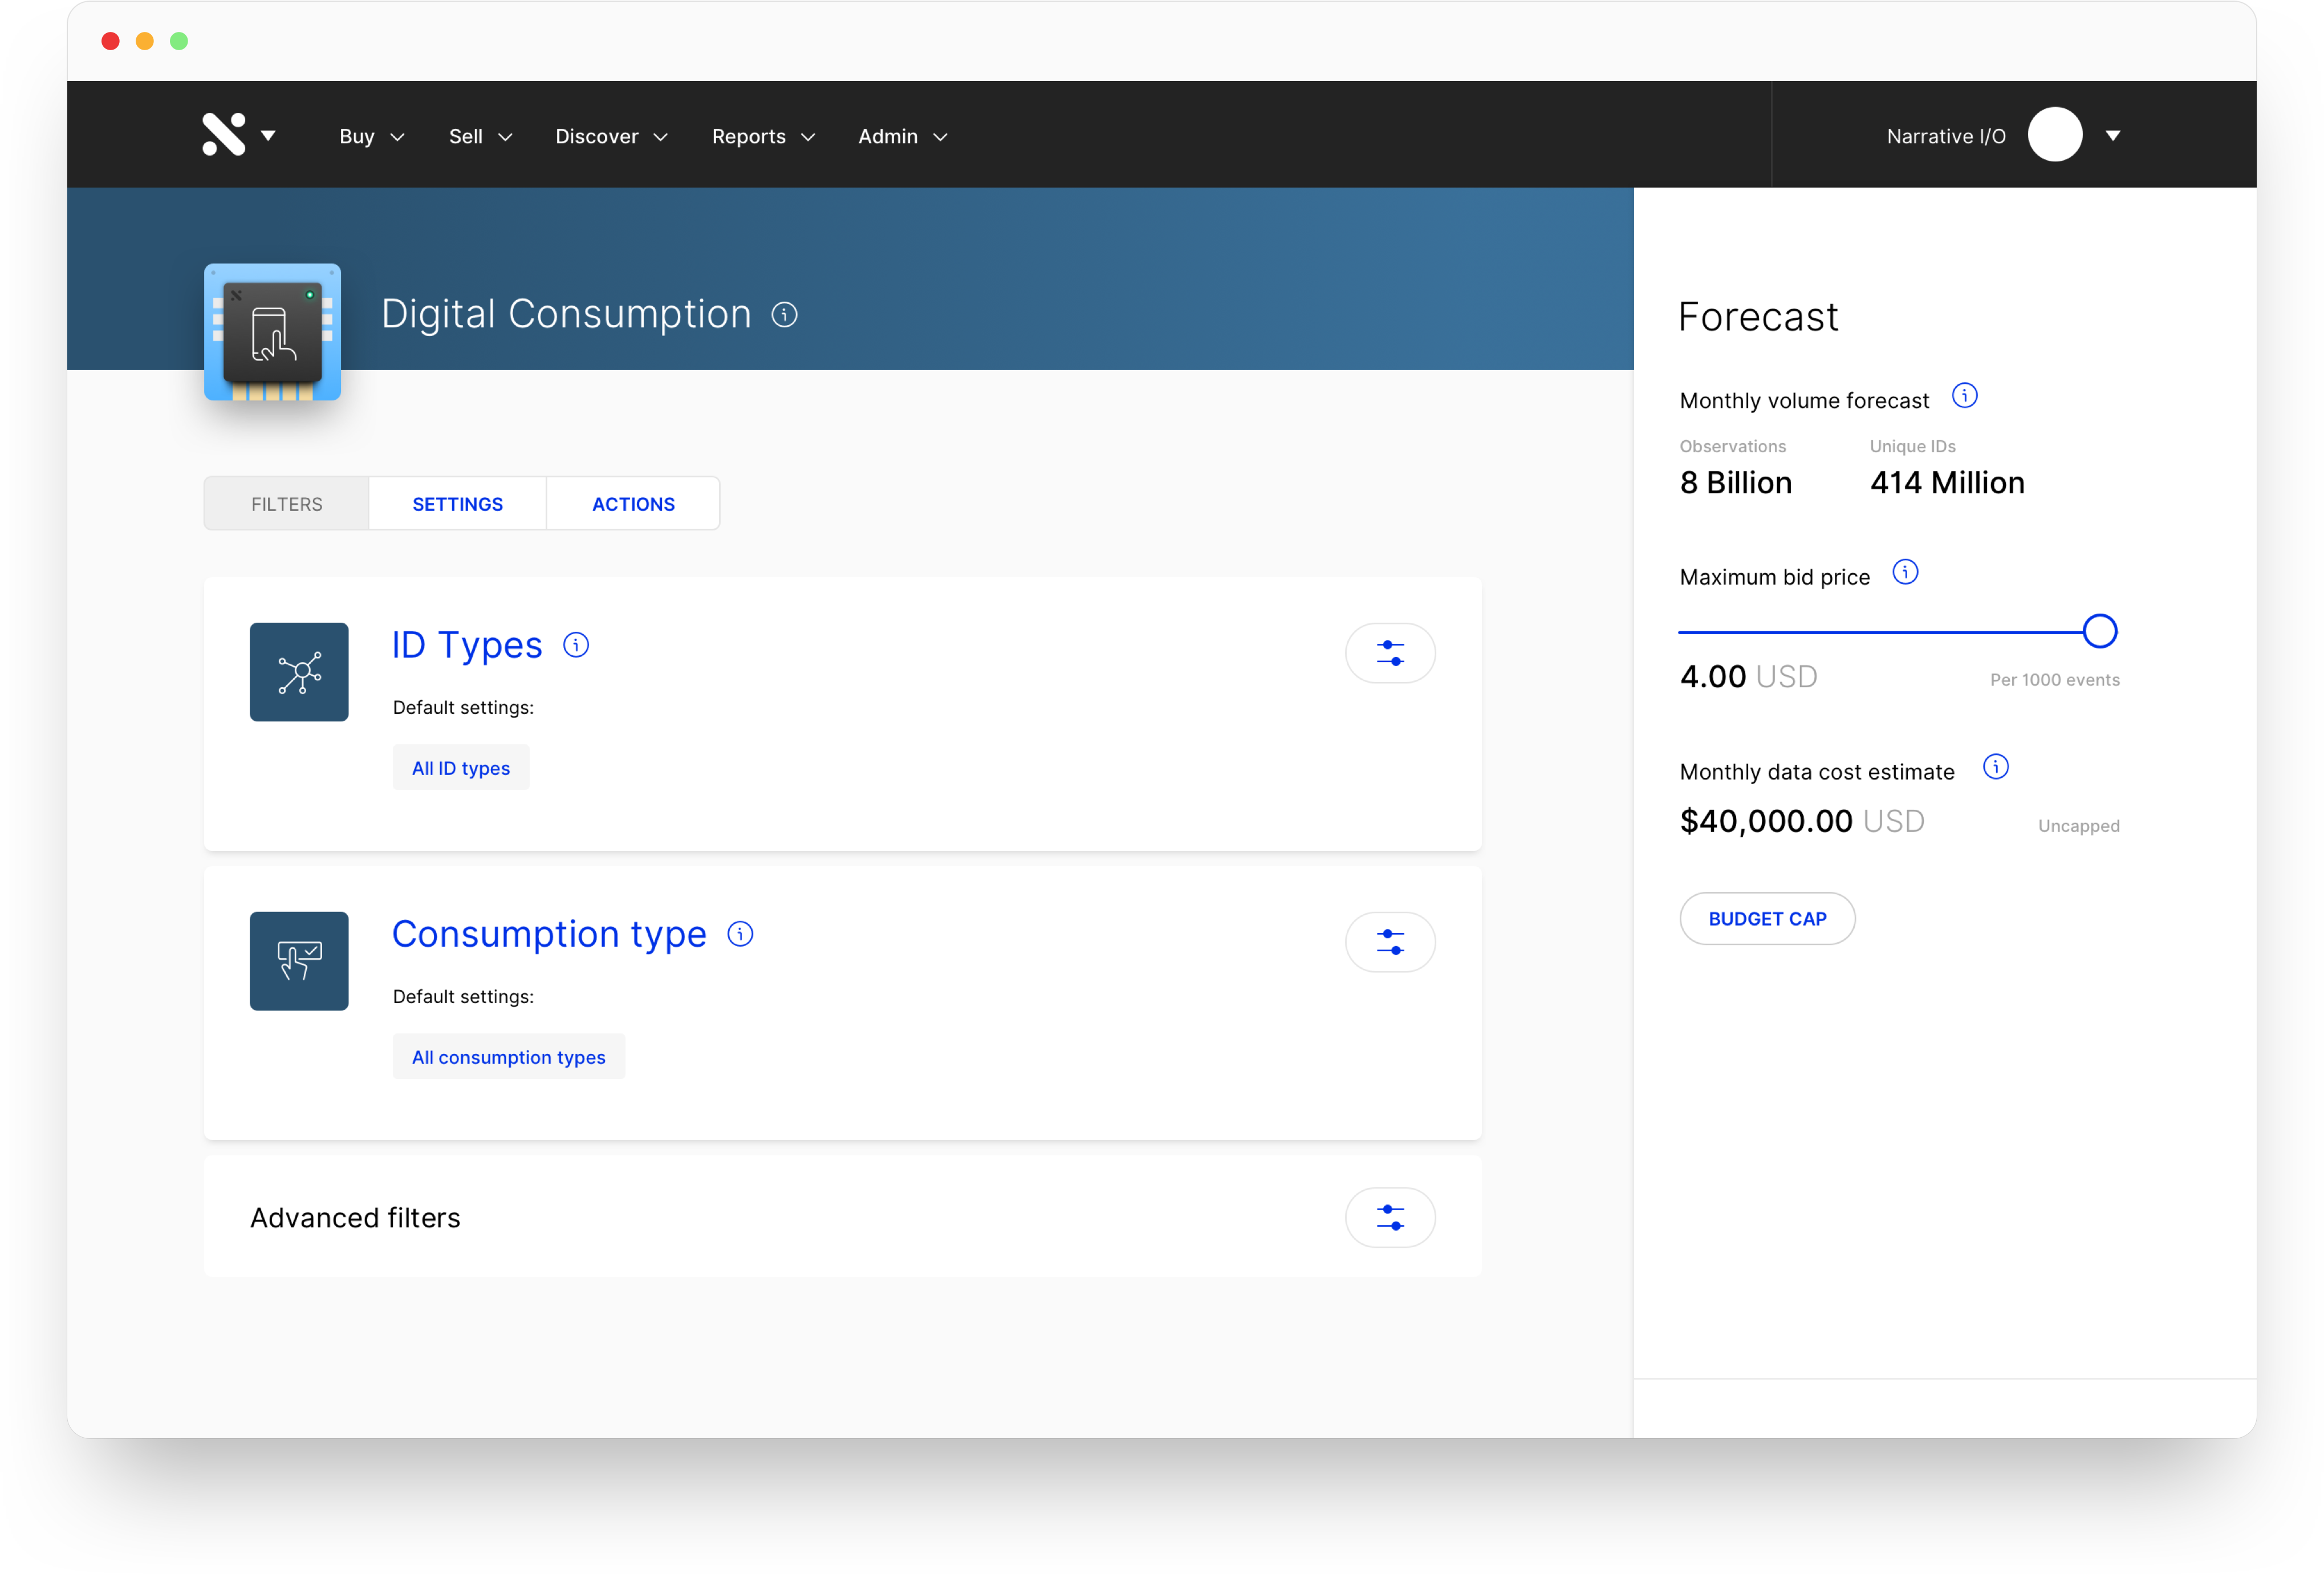 Buy Sell Discover Reports Admin Narrative I/O
Digital Consumption
FILTERS SETTINGS ACTIONS
ID Types
Default settings:
All ID types
Consumption type
Default settings:
All consumption types
Advanced filters
Forecast
Monthly volume forecast
Observations Unique IDs
8 Billion 414 Million
Maximum bid price
4.00 USD Per 1000 events
Monthly data cost estimate
$40,000.00 USD Uncapped
BUDGET CAP